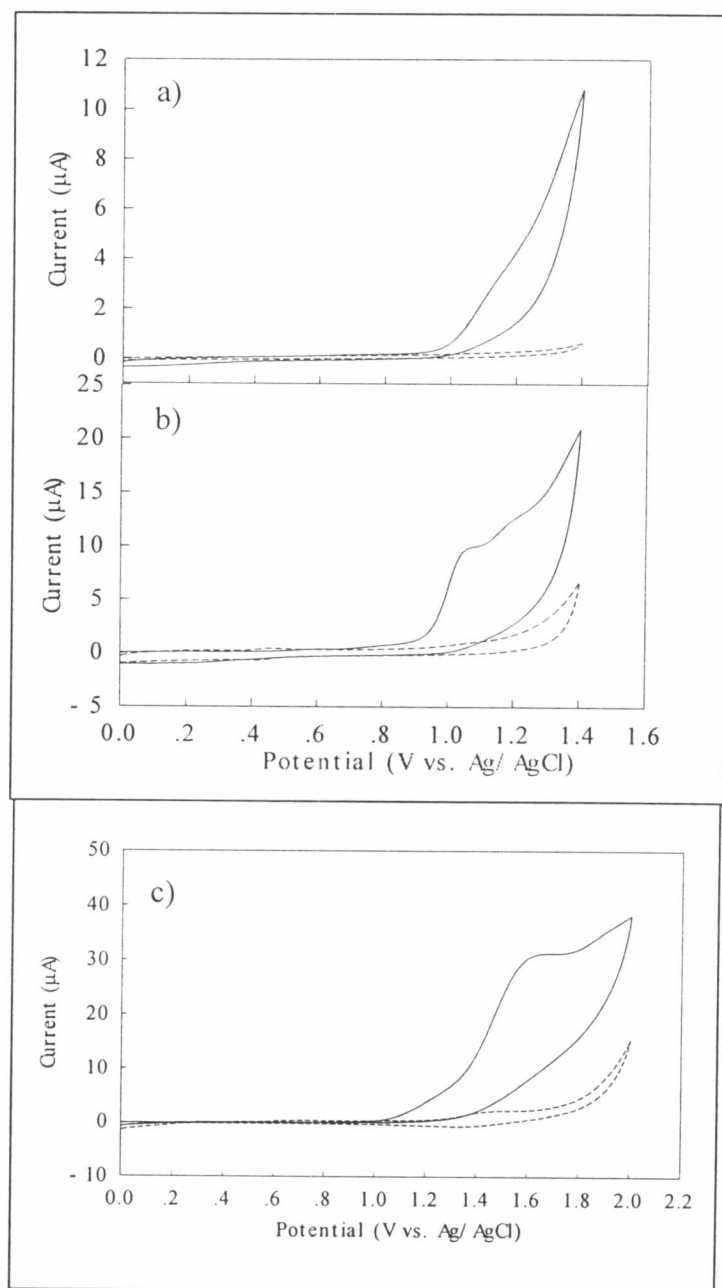 a)
12
10
8
6
4
2
0
Current (µA)
b)
25
20
15
10
5
0
- 5
Current (µA)
0.0 .2 .4 .6 .8 1.0 1.2 1.4 1.6
Potential (V vs. Ag/ AgCl)
c)
50
40
30
20
10
0
- 10
Current (µA)
0.0 .2 .4 .6 .8 1.0 1.2 1.4 1.6 1.8 2.0 2.2
Potential (V vs. Ag/ AgCl)